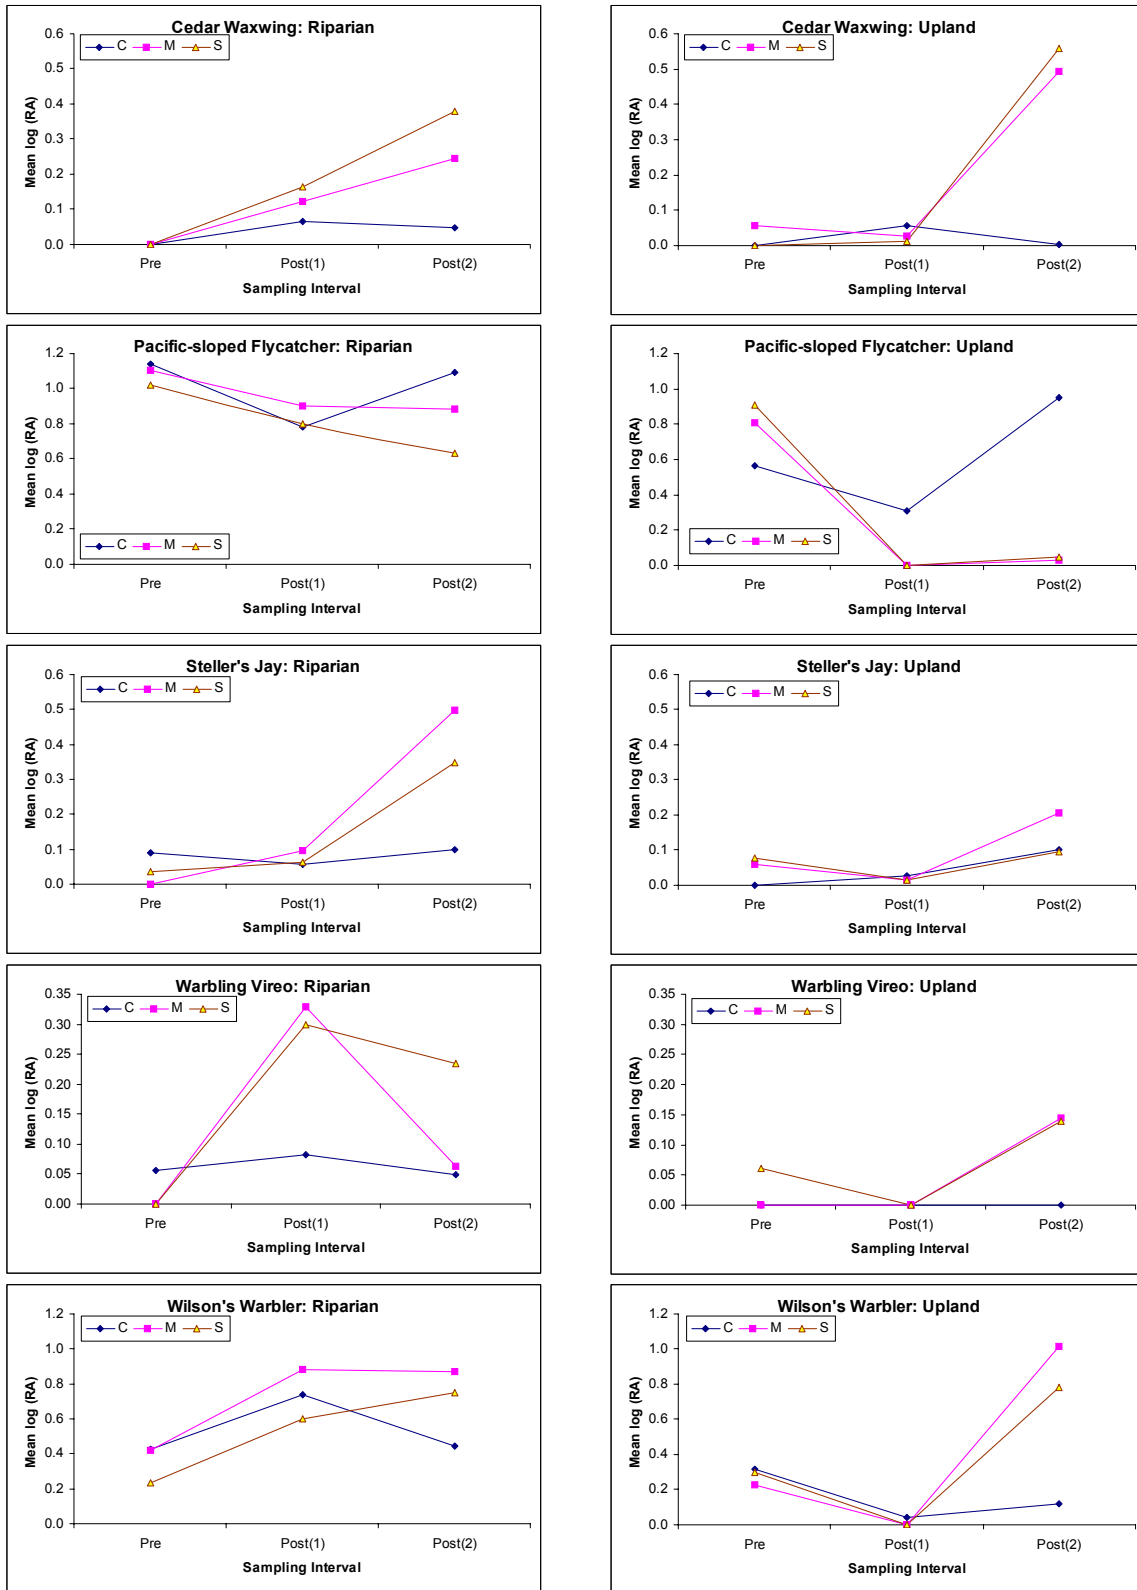 Cedar Waxwing: Riparian
C M S
Mean log (RA)
0.6
0.5
0.4
0.3
0.2
0.1
0.0
Pre Post(1) Post(2)
Sampling Interval
Cedar Waxwing: Upland
C M S
Mean log (RA)
0.6
0.5
0.4
0.3
0.2
0.1
0.0
Pre Post(1) Post(2)
Sampling Interval
Pacific-sloped Flycatcher: Riparian
Mean log (RA)
1.2
1.0
0.8
0.6
0.4
0.2
0.0
C M S
Pre Post(1) Post(2)
Sampling Interval
Pacific-sloped Flycatcher: Upland
Mean log (RA)
1.2
1.0
0.8
0.6
0.4
0.2
0.0
C M S
Pre Post(1) Post(2)
Sampling Interval
Steller's Jay: Riparian
C M S
Mean log (RA)
0.6
0.5
0.4
0.3
0.2
0.1
0.0
Pre Post(1) Post(2)
Sampling Interval
Steller's Jay: Upland
C M S
Mean log (RA)
0.6
0.5
0.4
0.3
0.2
0.1
0.0
Pre Post(1) Post(2)
Sampling Interval
Warbling Vireo: Riparian
C M S
Mean log (RA)
0.35
0.30
0.25
0.20
0.15
0.10
0.05
0.00
Pre Post(1) Post(2)
Sampling Interval
Warbling Vireo: Upland
C M S
Mean log (RA)
0.35
0.30
0.25
0.20
0.15
0.10
0.05
0.00
Pre Post(1) Post(2)
Sampling Interval
Wilson's Warbler: Riparian
C M S
Mean log (RA)
1.2
1.0
0.8
0.6
0.4
0.2
0.0
Pre Post(1) Post(2)
Sampling Interval
Wilson's Warbler: Upland
C M S
Mean log (RA)
1.2
1.0
0.8
0.6
0.4
0.2
0.0
Pre Post(1) Post(2)
Sampling Interval